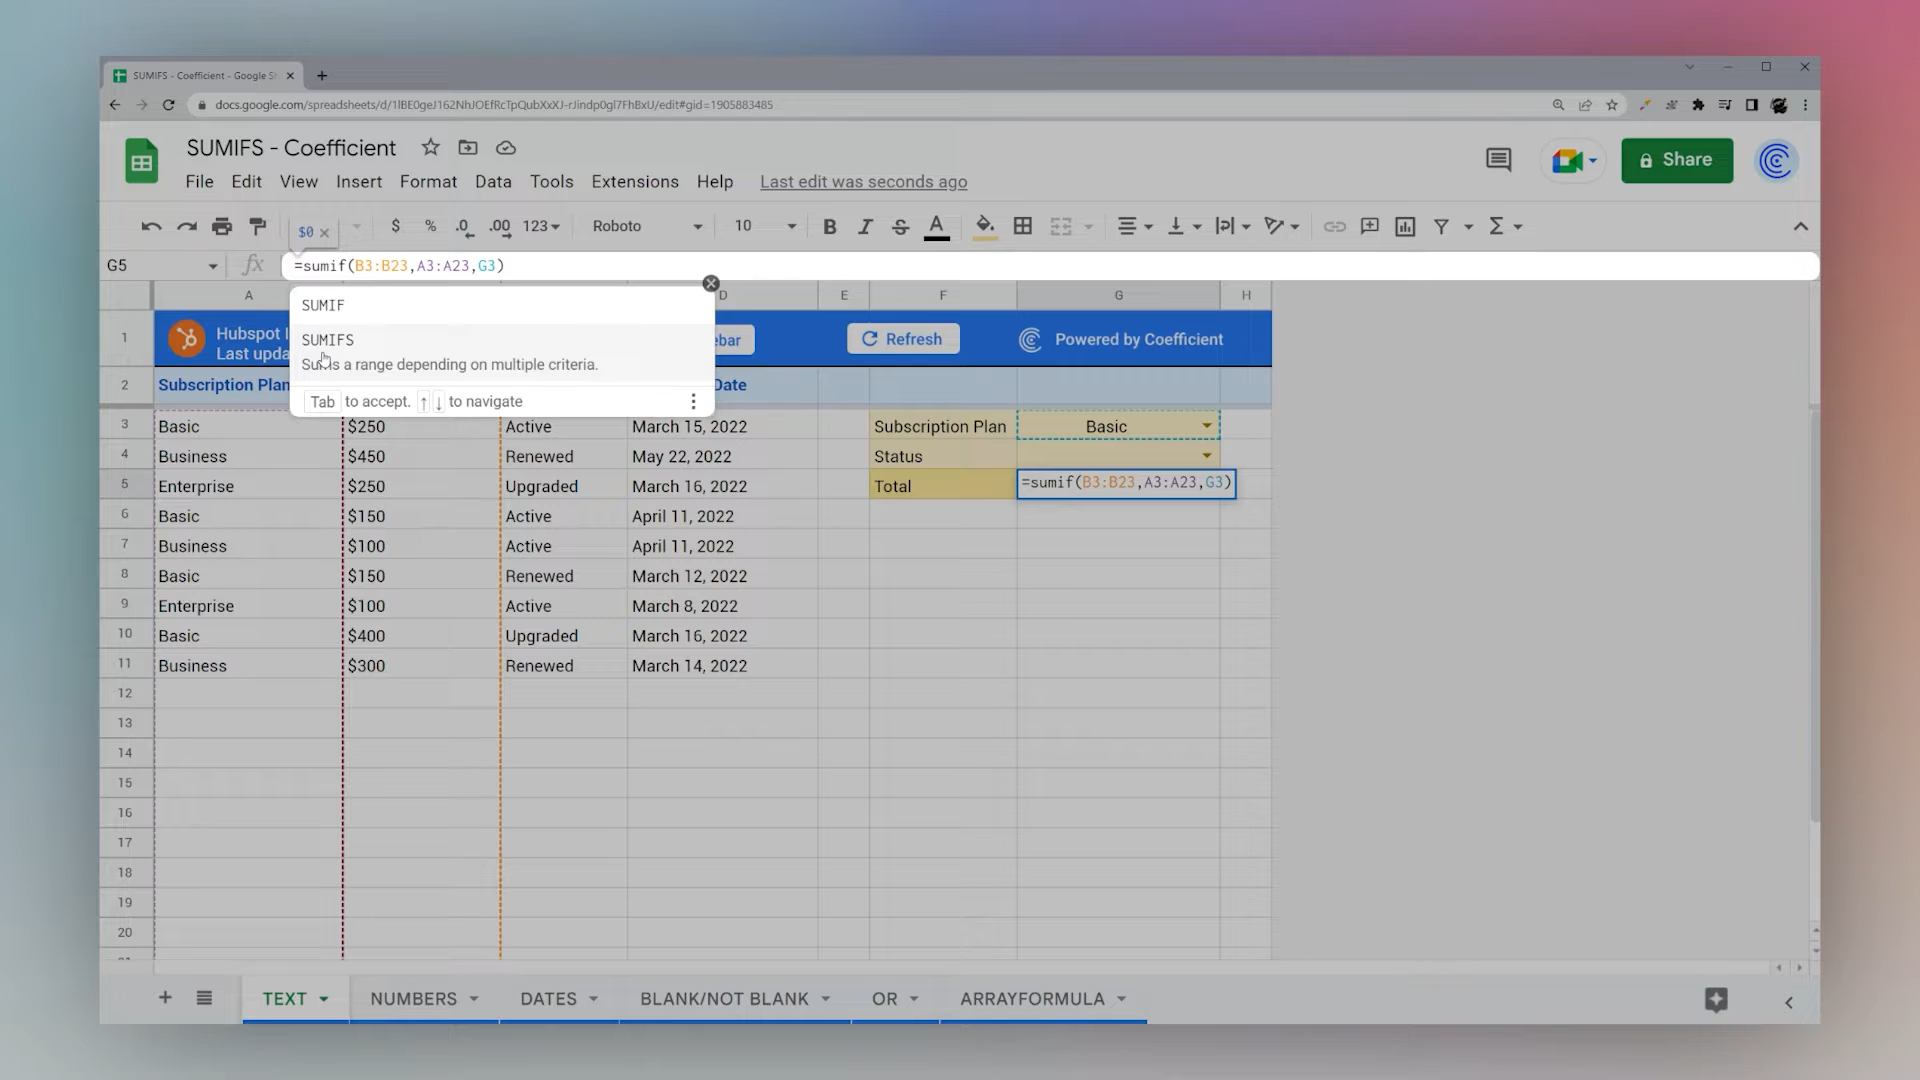 SUMIFS - Coefficient - Google Sh
docs.google.com/spreadsheets/d/1lBE0geJ162NhJOEfRcTpQubXxXJ-rJindp0gl7FhBxU/edit#gid=1905883485
SUMIFS - Coefficient
File Edit View Insert Format Data Tools Extensions Help Last edit was seconds ago
Share
$0 × $ % .0 .00 123 Roboto 10 B I S A Σ
G5 fx =sumif(B3:B23,A3:A23,G3)
A D E F G H
SUMIF
SUMIFS
Sums a range depending on multiple criteria.
Tab to accept. ↑ ↓ to navigate
1 Hubspot I ebar Refresh Powered by Coefficient
Last upda
2 Subscription Plan Date
3 Basic $250 Active March 15, 2022 Subscription Plan Basic
4 Business $450 Renewed May 22, 2022 Status
5 Enterprise $250 Upgraded March 16, 2022 Total =sumif(B3:B23,A3:A23,G3)
6 Basic $150 Active April 11, 2022
7 Business $100 Active April 11, 2022
8 Basic $150 Renewed March 12, 2022
9 Enterprise $100 Active March 8, 2022
10 Basic $400 Upgraded March 16, 2022
11 Business $300 Renewed March 14, 2022
12
13
14
15
16
17
18
19
20
TEXT NUMBERS DATES BLANK/NOT BLANK OR ARRAYFORMULA